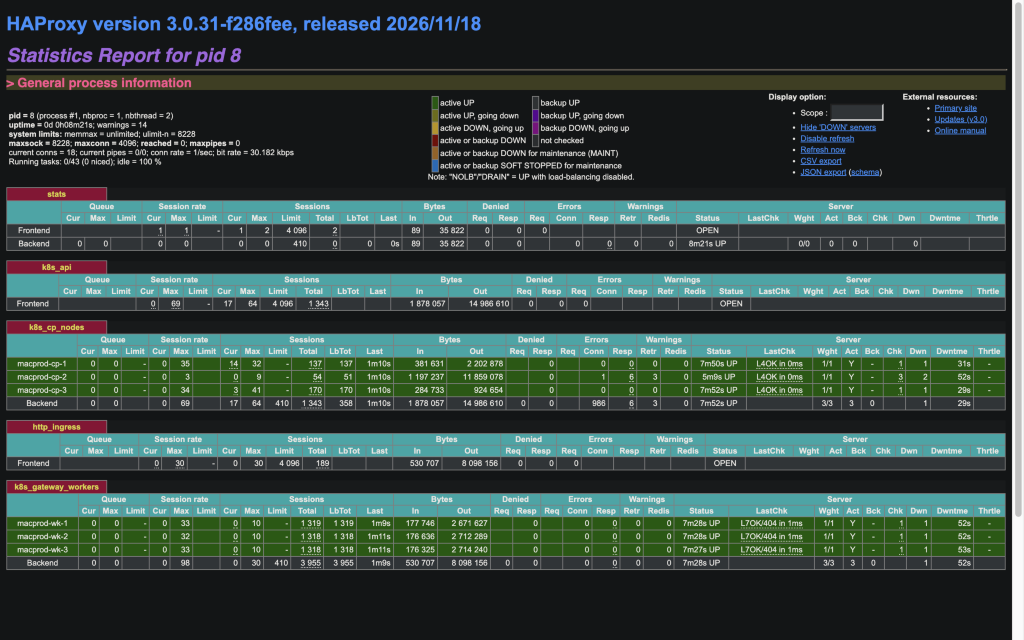 HAProxy version 3.0.31-f286fee, released 2026/11/18
Statistics Report for pid 8
> General process information
pid = 8 (process #1, nbproc = 1, nbthread = 2)
uptime = 0d 0h08m21s; warnings = 14
system limits: memmax = unlimited; ulimit-n = 8228
maxsock = 8228; maxconn = 4096; reached = 0; maxpipes = 0
current conns = 18; current pipes = 0/0; conn rate = 1/sec; bit rate = 30.182 kbps
Running tasks: 0/43 (0 niced); idle = 100 %
active UP backup UP
active UP, going down backup UP, going down
active DOWN, going up backup DOWN, going up
active or backup DOWN not checked
active or backup DOWN for maintenance (MAINT)
active or backup SOFT STOPPED for maintenance
Note: "NOLB"/"DRAIN" = UP with load-balancing disabled.
Display option:
• Scope :
• Hide 'DOWN' servers
• Disable refresh
• Refresh now
• CSV export
• JSON export (schema)
External resources:
• Primary site
• Updates (v3.0)
• Online manual
stats
Queue Session rate Sessions Bytes Denied Errors Warnings Server
Cur Max Limit Cur Max Limit Cur Max Limit Total LbTot Last In Out Req Resp Req Conn Resp Retr Redis Status LastChk Wght Act Bck Chk Dwn Dwntme Thrtle
Frontend 1 1 - 1 2 4 096 2 89 35 822 0 0 0 OPEN
Backend 0 0 0 0 0 0 410 0 0 0s 89 35 822 0 0 0 0 0 0 8m21s UP 0/0 0 0 0
k8s_api
Queue Session rate Sessions Bytes Denied Errors Warnings Server
Cur Max Limit Cur Max Limit Cur Max Limit Total LbTot Last In Out Req Resp Req Conn Resp Retr Redis Status LastChk Wght Act Bck Chk Dwn Dwntme Thrtle
Frontend 0 69 - 17 64 4 096 1 343 1 878 057 14 986 610 0 0 0 OPEN
k8s_cp_nodes
Queue Session rate Sessions Bytes Denied Errors Warnings Server
Cur Max Limit Cur Max Limit Cur Max Limit Total LbTot Last In Out Req Resp Req Conn Resp Retr Redis Status LastChk Wght Act Bck Chk Dwn Dwntme Thrtle
macprod-cp-1 0 0 - 0 35 14 32 - 137 137 1m10s 381 631 2 202 878 0 0 0 0 0 7m50s UP L4OK in 0ms 1/1 Y - 1 1 31s -
macprod-cp-2 0 0 - 0 3 0 9 - 54 51 1m10s 1 197 237 11 859 078 0 1 6 3 0 5m9s UP L4OK in 0ms 1/1 Y - 3 2 52s -
macprod-cp-3 0 0 - 0 34 3 41 - 170 170 1m10s 284 733 924 654 0 0 0 0 0 7m52s UP L4OK in 0ms 1/1 Y - 1 1 29s -
Backend 0 0 0 69 17 64 410 1 343 358 1m10s 1 878 057 14 986 610 0 0 986 6 3 0 7m52s UP 3/3 3 0 1 29s
http_ingress
Queue Session rate Sessions Bytes Denied Errors Warnings Server
Cur Max Limit Cur Max Limit Cur Max Limit Total LbTot Last In Out Req Resp Req Conn Resp Retr Redis Status LastChk Wght Act Bck Chk Dwn Dwntme Thrtle
Frontend 0 30 - 0 30 4 096 189 530 707 8 098 156 0 0 0 OPEN
k8s_gateway_workers
Queue Session rate Sessions Bytes Denied Errors Warnings Server
Cur Max Limit Cur Max Limit Cur Max Limit Total LbTot Last In Out Req Resp Req Conn Resp Retr Redis Status LastChk Wght Act Bck Chk Dwn Dwntme Thrtle
macprod-wk-1 0 0 - 0 33 0 10 - 1 319 1 319 1m9s 177 746 2 671 627 0 0 0 0 0 7m28s UP L7OK/404 in 1ms 1/1 Y - 1 1 52s -
macprod-wk-2 0 0 - 0 32 0 10 - 1 318 1 318 1m11s 176 636 2 712 289 0 0 0 0 0 7m28s UP L7OK/404 in 1ms 1/1 Y - 1 1 52s -
macprod-wk-3 0 0 - 0 33 0 10 - 1 318 1 318 1m11s 176 325 2 714 240 0 0 0 0 0 7m27s UP L7OK/404 in 1ms 1/1 Y - 1 1 53s -
Backend 0 0 0 98 0 30 410 3 955 3 955 1m9s 530 707 8 098 156 0 0 0 0 0 0 7m28s UP 3/3 3 0 1 52s